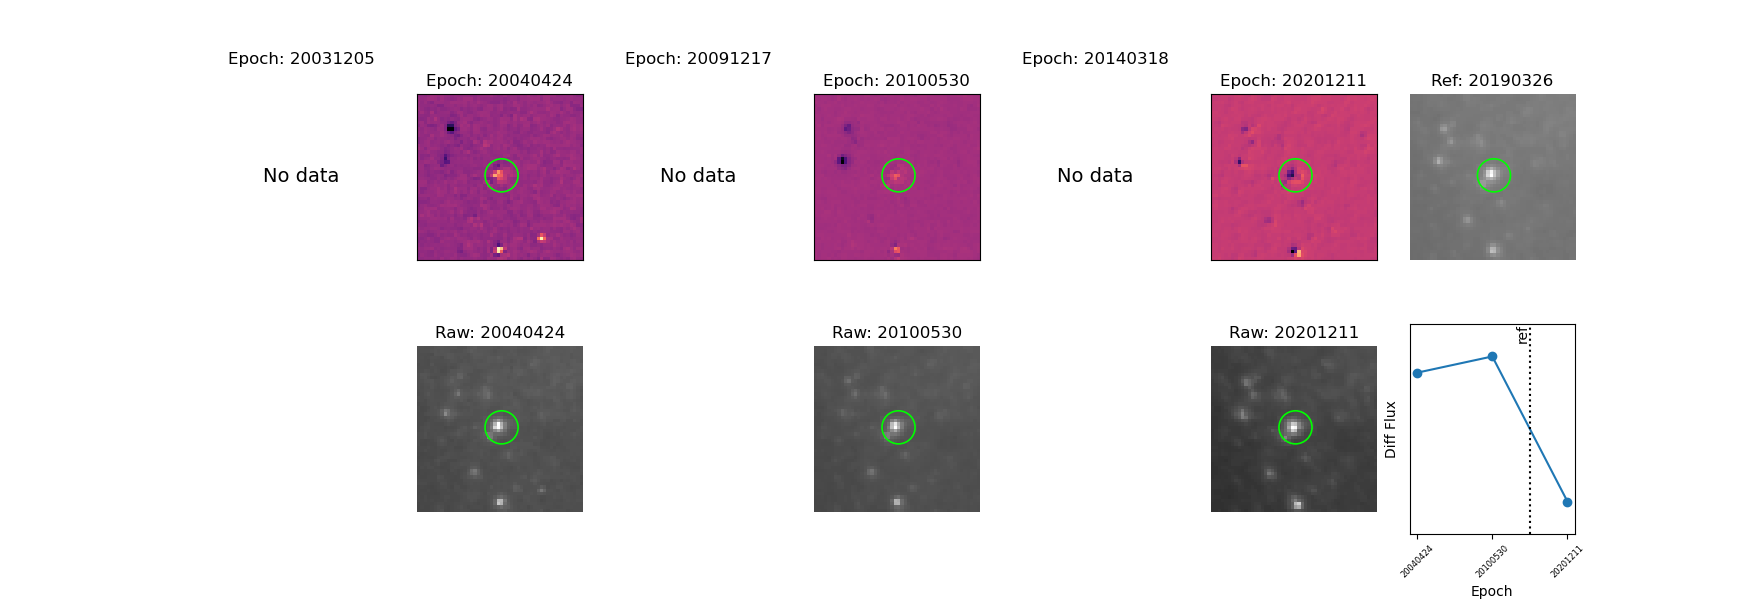 Epoch: 20031205
Epoch: 20040424
Epoch: 20091217
Epoch: 20100530
Epoch: 20140318
Epoch: 20201211
Ref: 20190326
No data
No data
No data
Raw: 20040424
Raw: 20100530
Raw: 20201211
ref
Diff Flux
20040424
20100530
20201211
Epoch